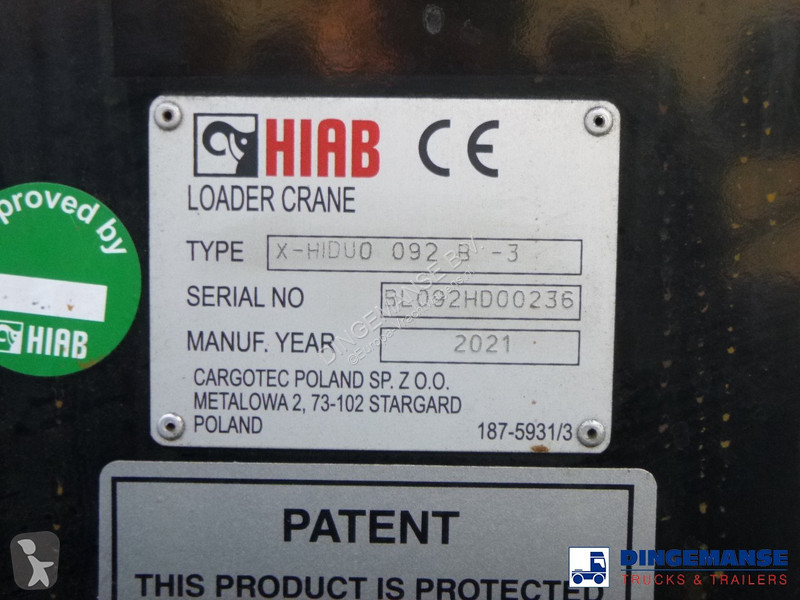 HIAB CE
LOADER CRANE
TYPE X-HIDUO 092 B -3
SERIAL NO BL092HD00236
MANUF. YEAR 2021
CARGOTEC POLAND SP. Z O.O.
METALOWA 2, 73-102 STARGARD
POLAND 187-5931/3
proved by
HIAB
PATENT
THIS PRODUCT IS PROTECTED
DINGEMANSE B.V.
DINGEMANSE
TRUCKS & TRAILERS